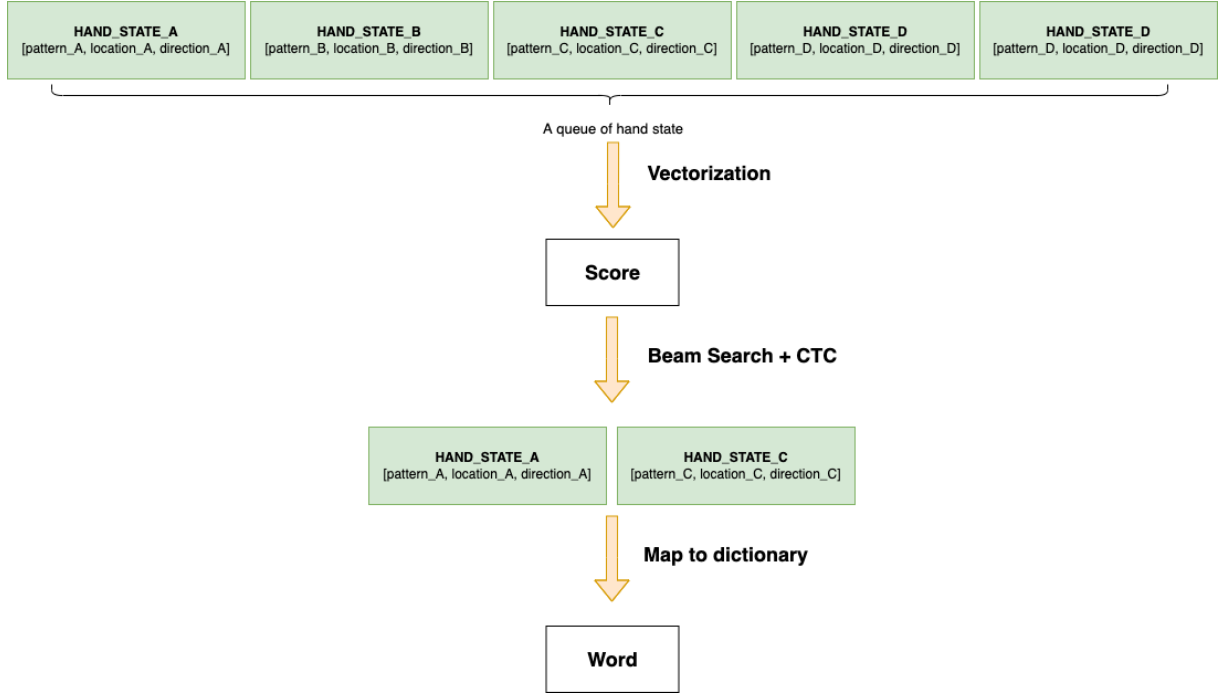 HAND_STATE_A
[pattern_A, location_A, direction_A]
HAND_STATE_B
[pattern_B, location_B, direction_B]
HAND_STATE_C
[pattern_C, location_C, direction_C]
HAND_STATE_D
[pattern_D, location_D, direction_D]
HAND_STATE_D
[pattern_D, location_D, direction_D]
A queue of hand state
Vectorization
Score
Beam Search + CTC
HAND_STATE_A
[pattern_A, location_A, direction_A]
HAND_STATE_C
[pattern_C, location_C, direction_C]
Map to dictionary
Word